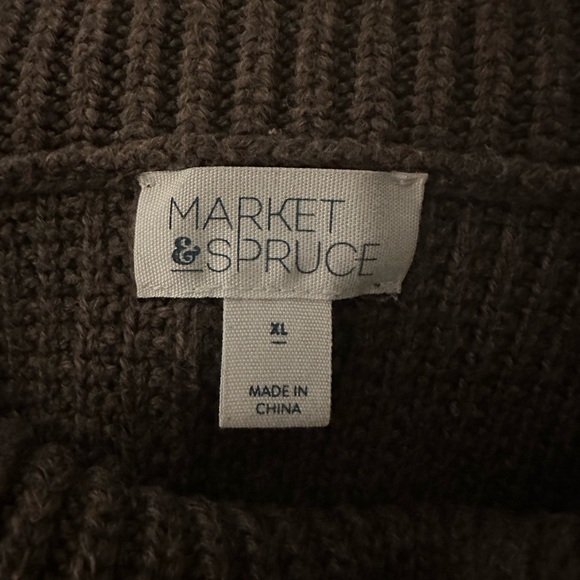 MARKET
&SPRUCE
XL
MADE IN
CHINA